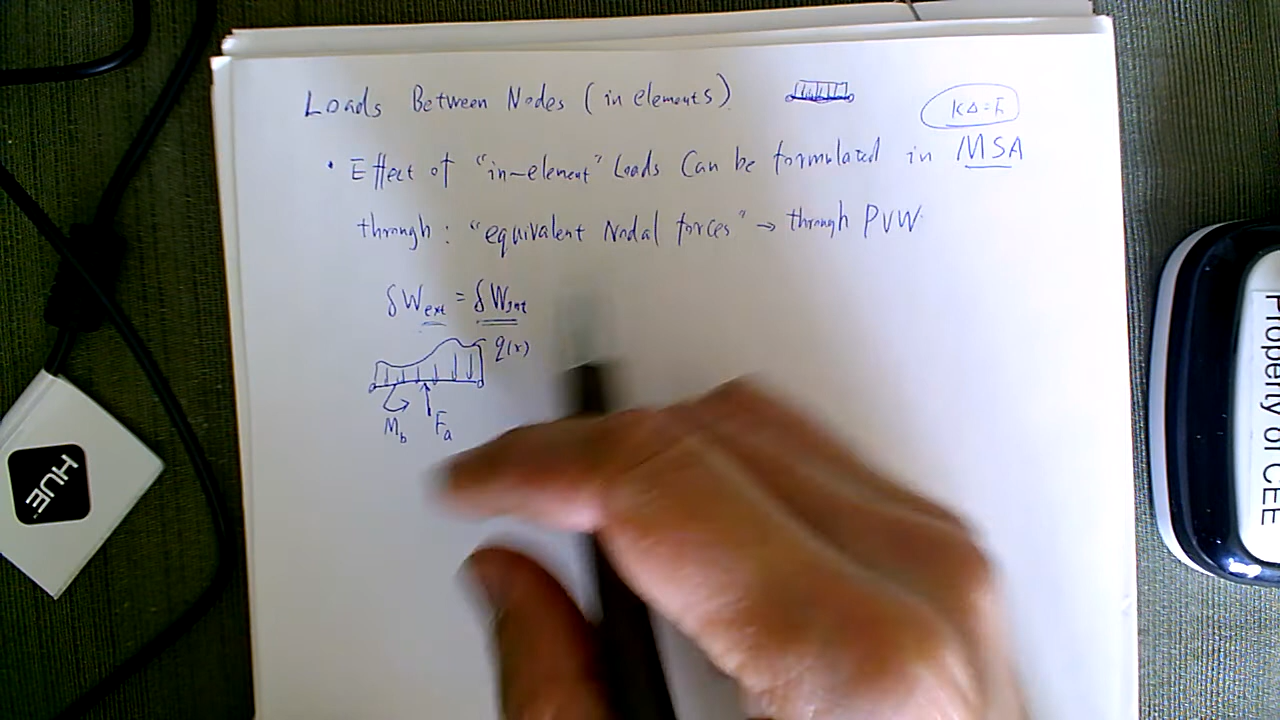 Loads Between Nodes (in elements)
KΔ=F
• Effect of "in-element" Loads Can be formulated in MSA
through: "equivalent Nodal forces" → through PVW
δWext = δWInt
q(x)
Mb Fa
HUE
Property of CEE